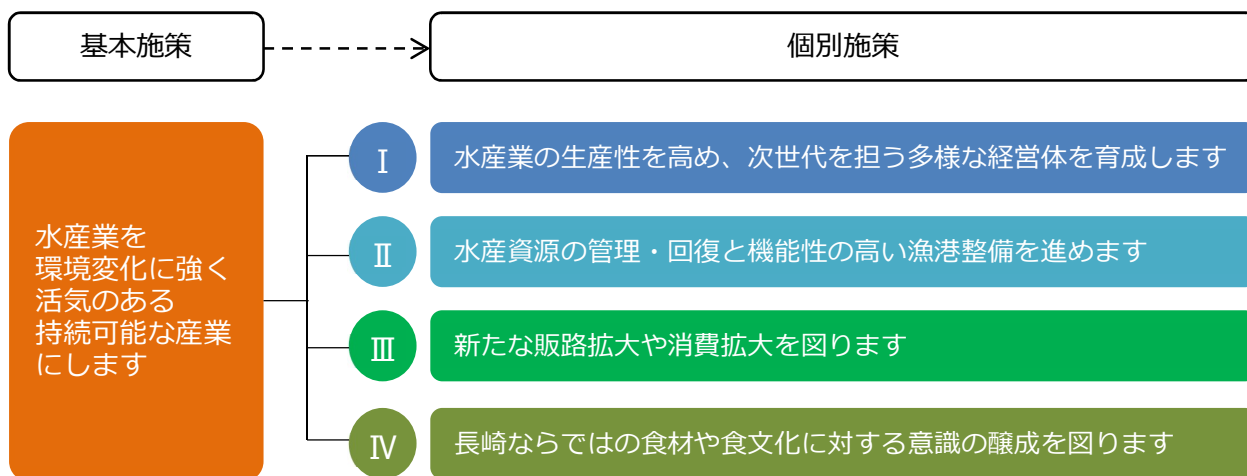 基本施策
個別施策
水産業を
環境変化に強く
活気のある
持続可能な産業
にします
Ⅰ
水産業の生産性を高め、次世代を担う多様な経営体を育成します
Ⅱ
水産資源の管理・回復と機能性の高い漁港整備を進めます
Ⅲ
新たな販路拡大や消費拡大を図ります
Ⅳ
長崎ならではの食材や食文化に対する意識の醸成を図ります